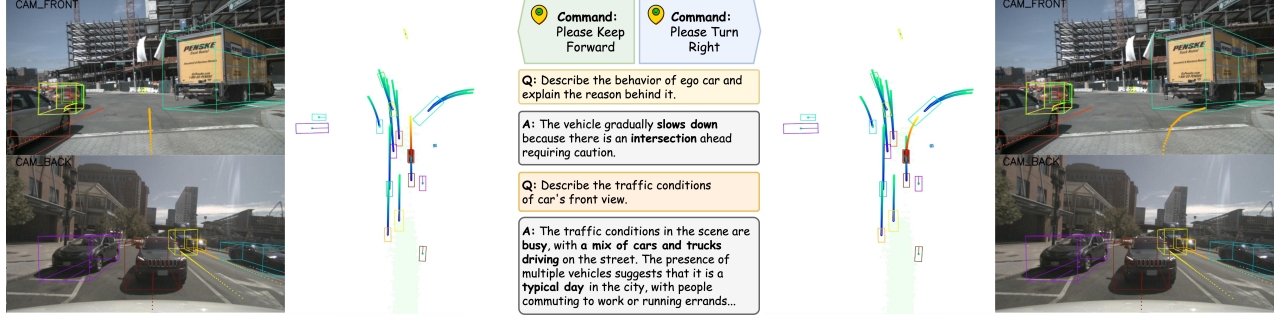 CAM_FRONT
PENSKE
CAM_BACK
Command:
Please Keep
Forward
Command:
Please Turn
Right
Q: Describe the behavior of ego car and
explain the reason behind it.
A: The vehicle gradually slows down
because there is an intersection ahead
requiring caution.
Q: Describe the traffic conditions
of car's front view.
A: The traffic conditions in the scene are
busy, with a mix of cars and trucks
driving on the street. The presence of
multiple vehicles suggests that it is a
typical day in the city, with people
commuting to work or running errands...
CAM_FRONT
PENSKE
CAM_BACK